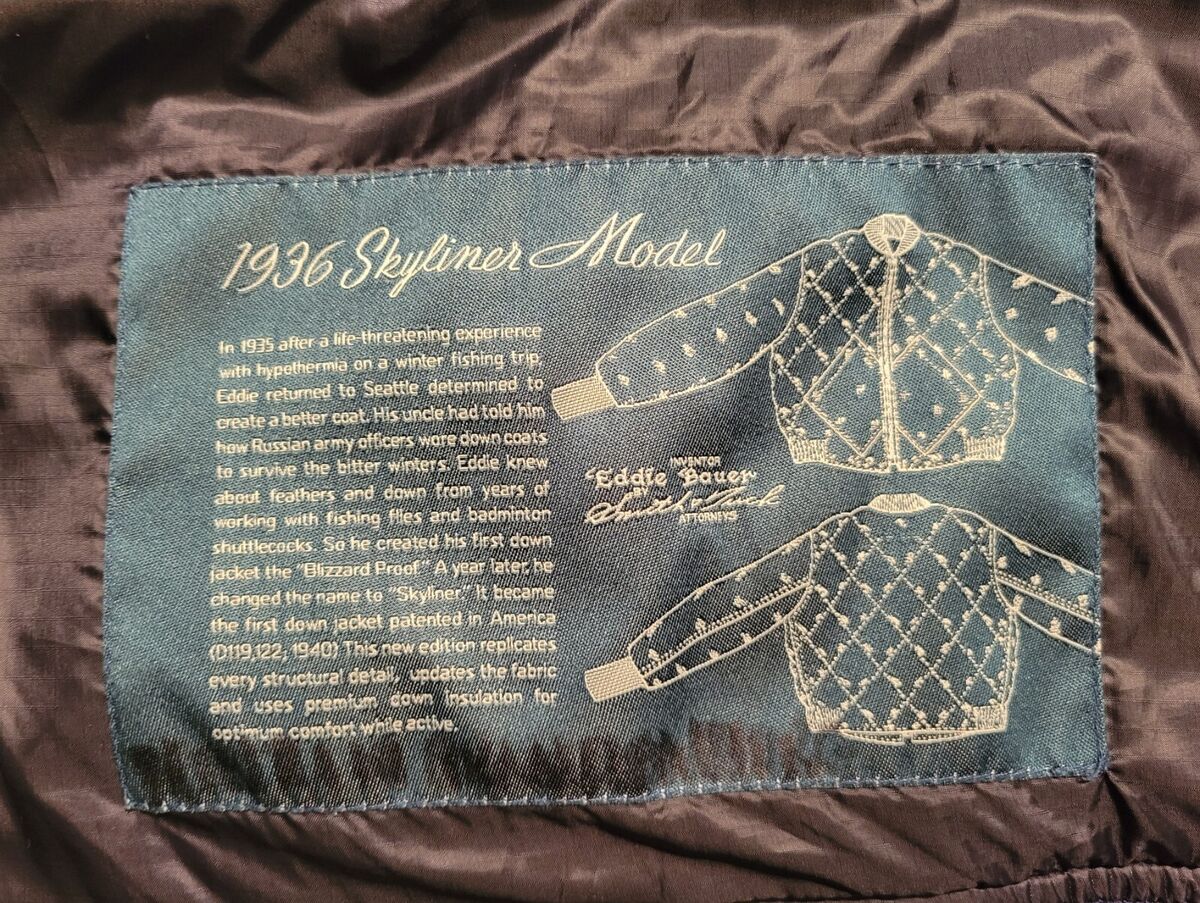 1936 Skyliner Model
In 1935 after a life-threatening experience
with hypothermia on a winter fishing trip,
Eddie returned to Seattle determined to
create a better coat. His uncle had told him
how Russian army officers wore down coats
to survive the bitter winters. Eddie knew
about feathers and down from years of
working with fishing flies and badminton
shuttlecocks. So he created his first down
jacket the "Blizzard Proof." A year later, he
changed the name to "Skyliner." It became
the first down jacket patented in America
(D119,122, 1940) This new edition replicates
every structural detail, updates the fabric
and uses premium down insulation for
optimum comfort while active.
INVENTOR
Eddie Bauer
BY
ATTORNEYS